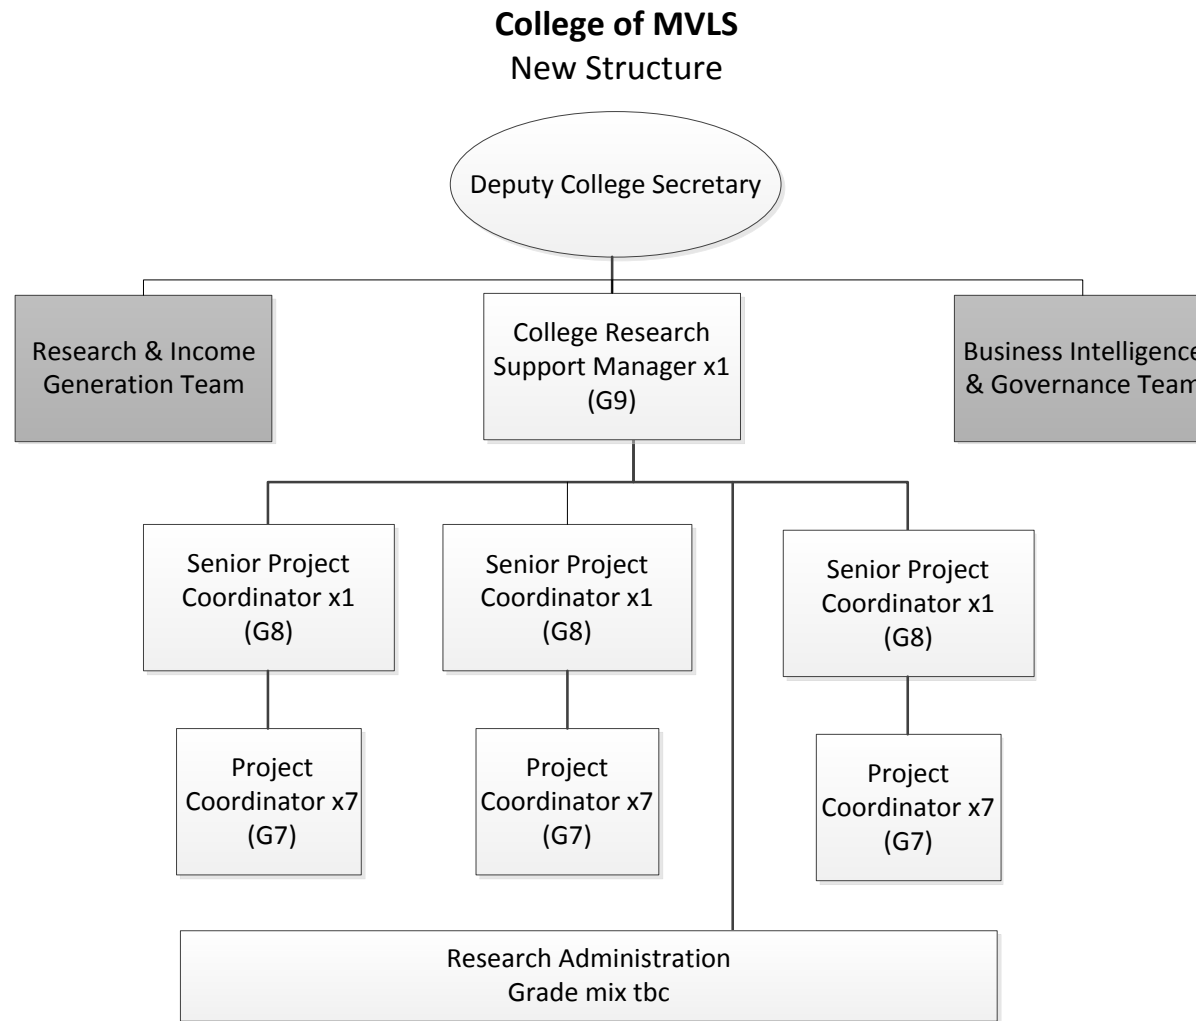 College of MVLS
New Structure
Deputy College Secretary
Research & Income
Generation Team
College Research
Support Manager x1
(G9)
Business Intelligence
& Governance Team
Senior Project
Coordinator x1
(G8)
Senior Project
Coordinator x1
(G8)
Senior Project
Coordinator x1
(G8)
Project
Coordinator x7
(G7)
Project
Coordinator x7
(G7)
Project
Coordinator x7
(G7)
Research Administration
Grade mix tbc